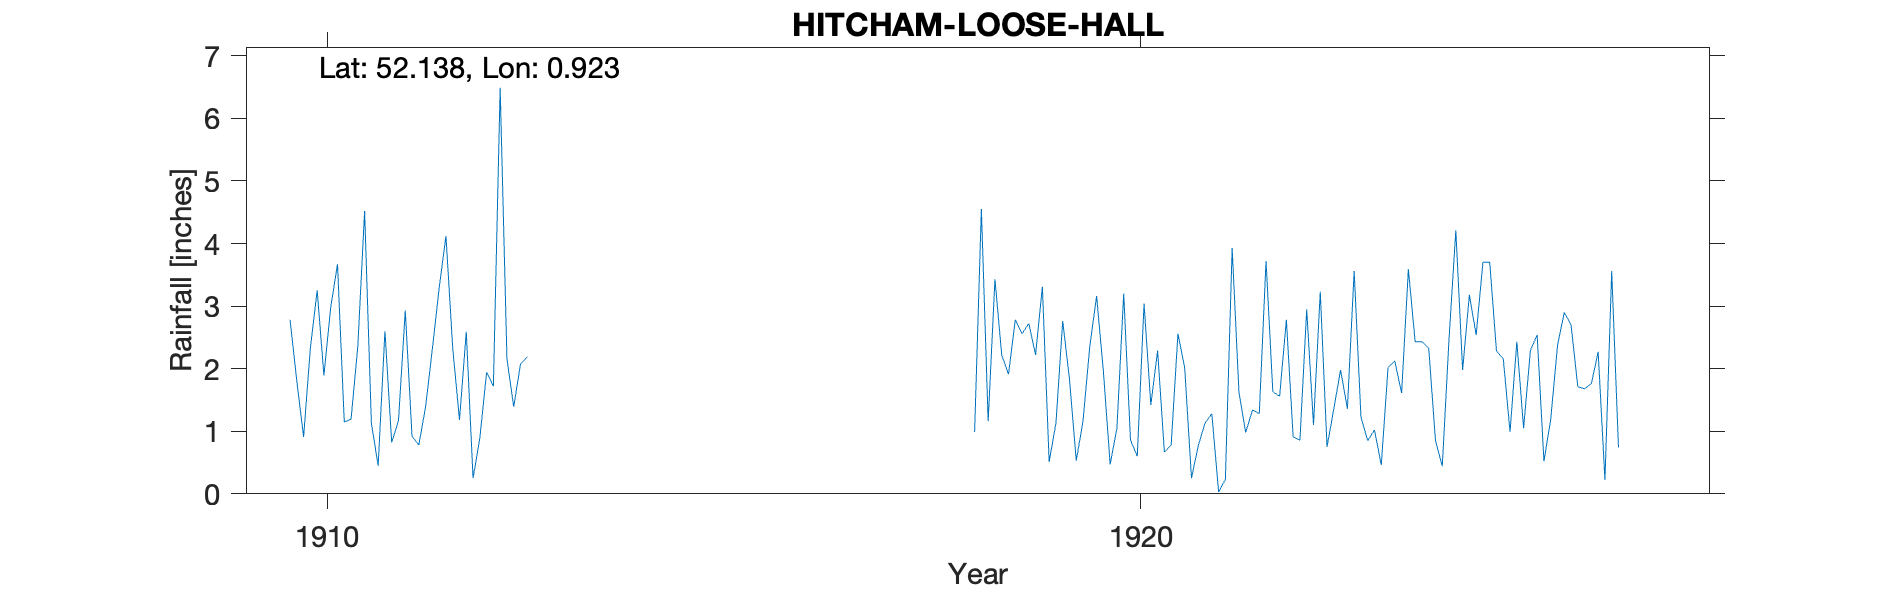 HITCHAM-LOOSE-HALL
Lat: 52.138, Lon: 0.923
7
6
5
4
3
2
1
0
Rainfall [inches]
1910 1920
Year